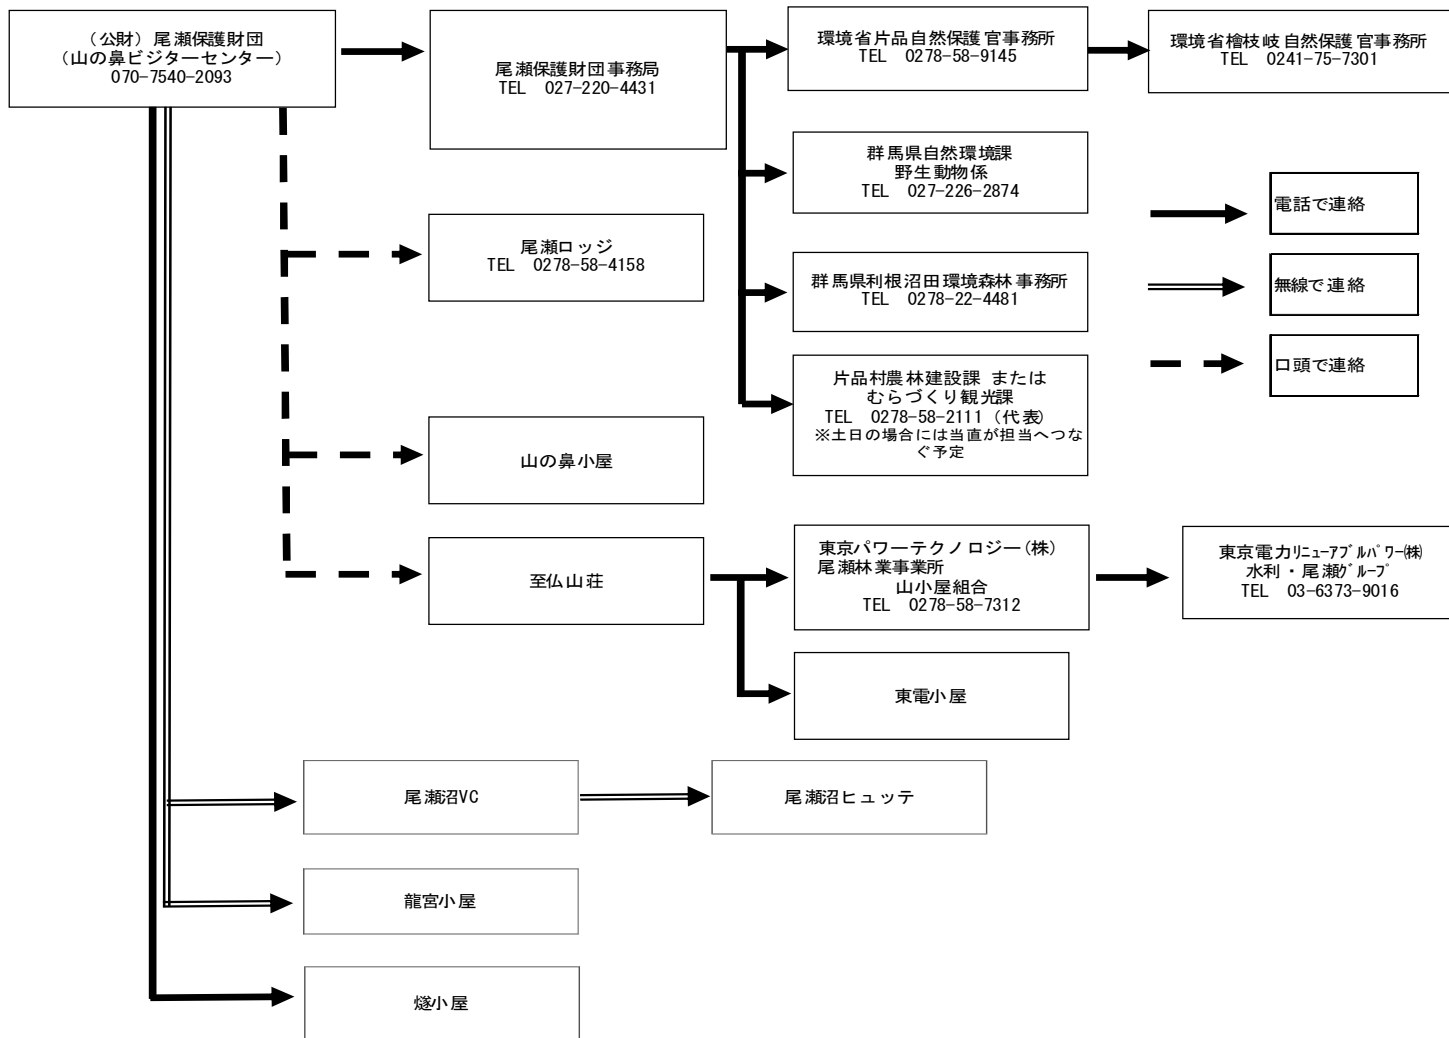 （公財）尾瀬保護財団
（山の鼻ビジターセンター）
070-7540-2093
尾瀬保護財団事務局
TEL 027-220-4431
環境省片品自然保護官事務所
TEL 0278-58-9145
環境省檜枝岐自然保護官事務所
TEL 0241-75-7301
群馬県自然環境課
野生動物係
TEL 027-226-2874
電話で連絡
尾瀬ロッジ
TEL 0278-58-4158
群馬県利根沼田環境森林事務所
TEL 0278-22-4481
無線で連絡
片品村農林建設課 または
むらづくり観光課
TEL 0278-58-2111（代表）
※土日の場合には当直が担当へつな
ぐ予定
口頭で連絡
山の鼻小屋
至仏山荘
東京パワーテクノロジー(株)
尾瀬林業事業所
山小屋組合
TEL 0278-58-7312
東京電力ﾘﾆｭｰｱﾌﾞﾙﾊﾟﾜｰ㈱
水利・尾瀬ｸﾞﾙｰﾌﾟ
TEL 03-6373-9016
東電小屋
尾瀬沼VC
尾瀬沼ヒュッテ
龍宮小屋
燧小屋